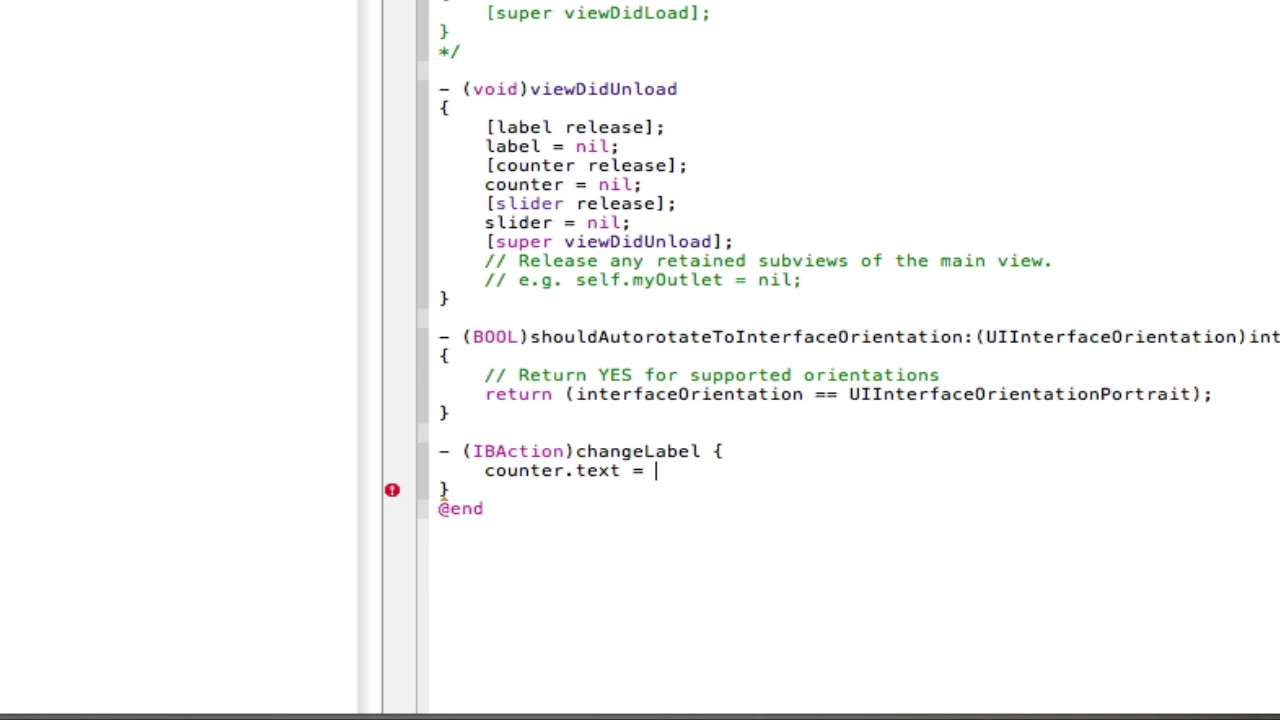 [super viewDidLoad];
}
*/
- (void)viewDidUnload
{
[label release];
label = nil;
[counter release];
counter = nil;
[slider release];
slider = nil;
[super viewDidUnload];
// Release any retained subviews of the main view.
// e.g. self.myOutlet = nil;
}
- (BOOL)shouldAutorotateToInterfaceOrientation:(UIInterfaceOrientation)int
{
// Return YES for supported orientations
return (interfaceOrientation == UIInterfaceOrientationPortrait);
}
- (IBAction)changeLabel {
counter.text =
}
@end